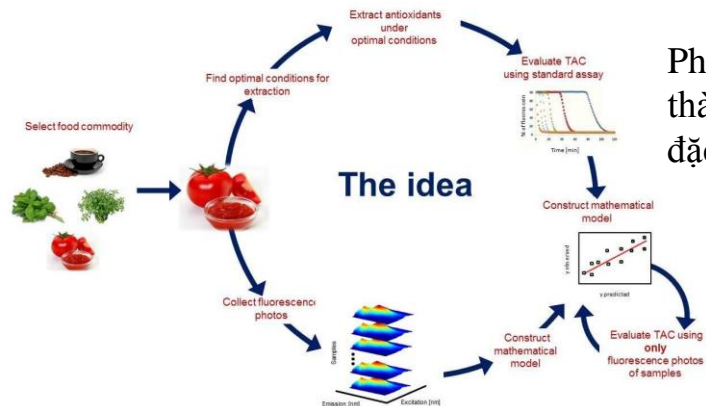 Extract antioxidants
under
optimal conditions
Find optimal conditions for
extraction
Evaluate TAC
using standard assay
Time [min]
Select food commodity
The idea
Construct mathematical
model
y observed
y predicted
Collect fluorescence
photos
Samples
Emission [nm]
Excitation [nm]
Construct
mathematical
model
Evaluate TAC using
only
fluorescence photos
of samples
Ph
thà
đặc